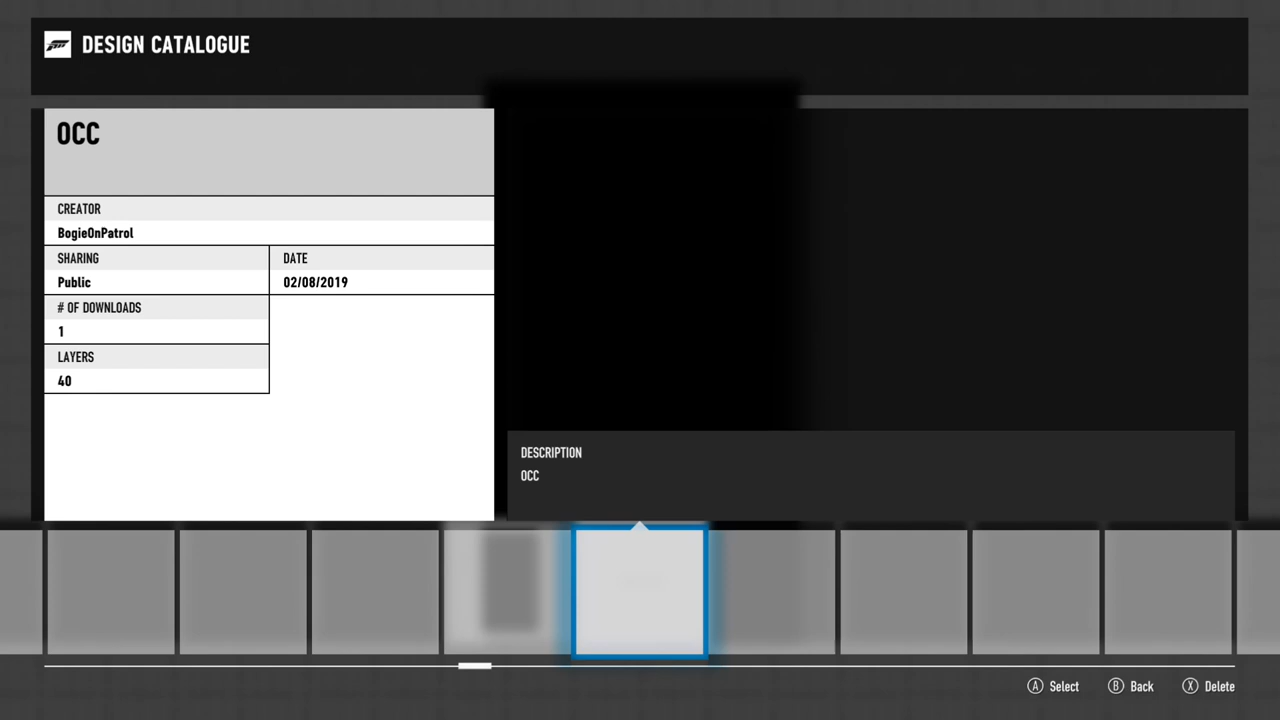 DESIGN CATALOGUE
OCC
CREATOR
BogieOnPatrol
SHARING
DATE
Public
02/08/2019
# OF DOWNLOADS
1
LAYERS
40
DESCRIPTION
OCC
A Select
B Back
X Delete